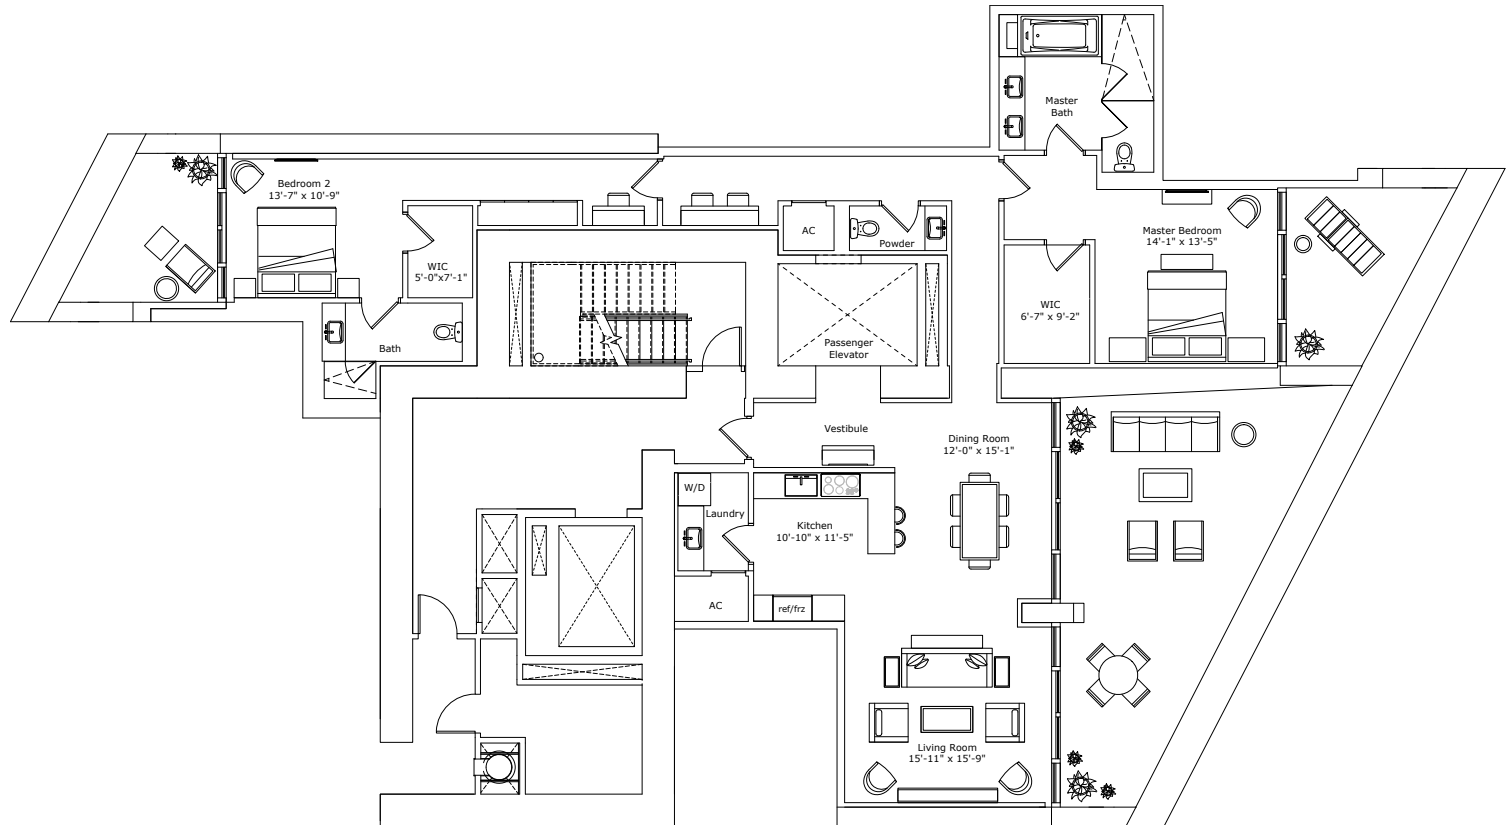 Master
Bath
Bedroom 2
13'-7" x 10'-9"
WIC
5'-0"x7'-1"
AC
Powder
Master Bedroom
14'-1" x 13'-5"
WIC
6'-7" x 9'-2"
Bath
Passenger
Elevator
Vestibule
Dining Room
12'-0" x 15'-1"
W/D
Laundry
Kitchen
10'-10" x 11'-5"
AC
ref/frz
Living Room
15'-11" x 15'-9"